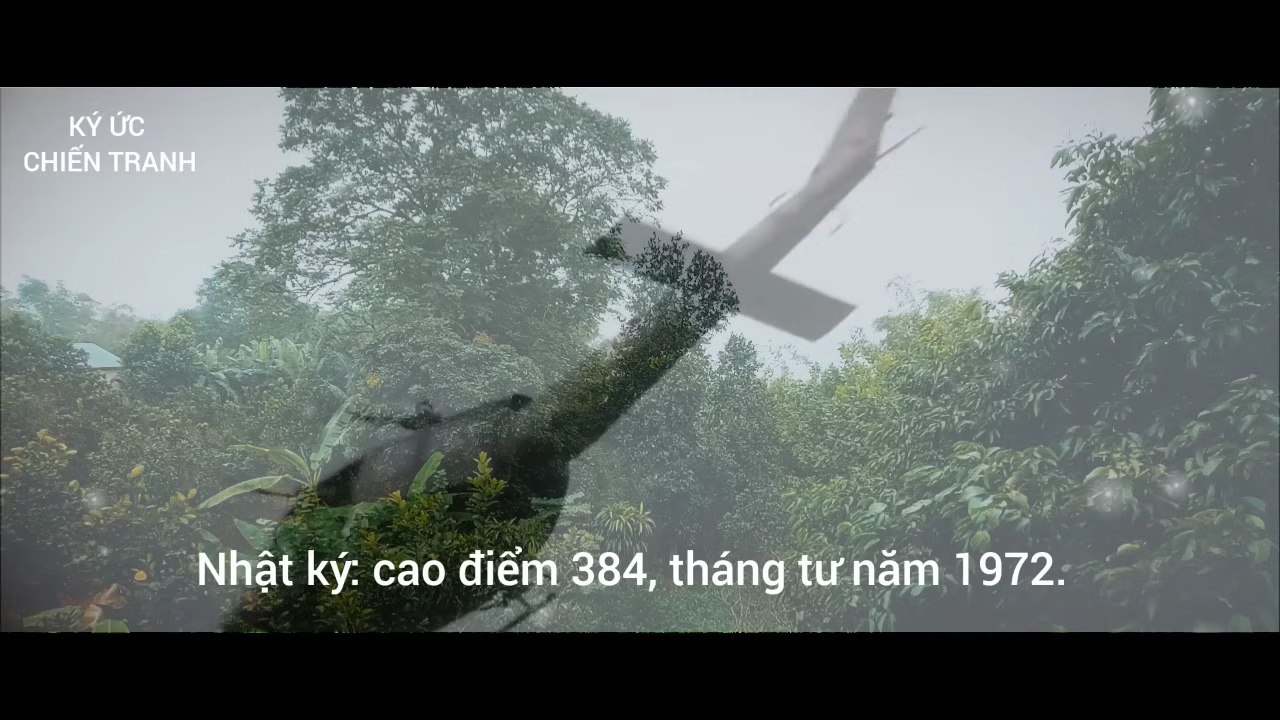 KÝ ỨC
CHIẾN TRANH
Nhật ký: cao điểm 384, tháng tư năm 1972.